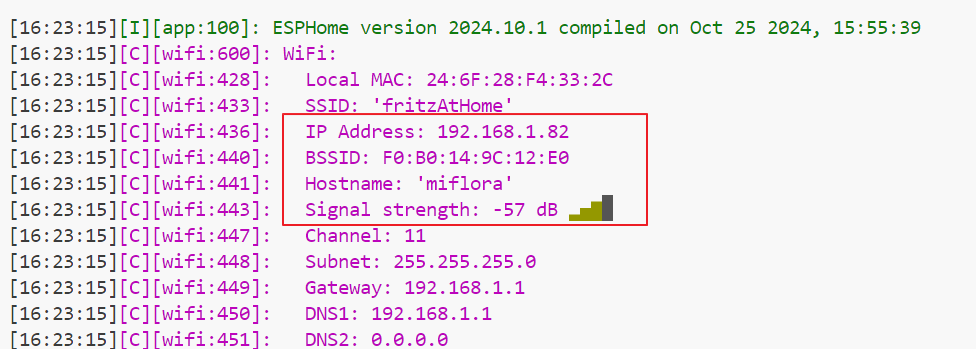 [16:23:15][I][app:100]: ESPHome version 2024.10.1 compiled on Oct 25 2024, 15:55:39
[16:23:15][C][wifi:600]: WiFi:
[16:23:15][C][wifi:428]:   Local MAC: 24:6F:28:F4:33:2C
[16:23:15][C][wifi:433]:   SSID: 'fritzAtHome'
[16:23:15][C][wifi:436]:   IP Address: 192.168.1.82
[16:23:15][C][wifi:440]:   BSSID: F0:B0:14:9C:12:E0
[16:23:15][C][wifi:441]:   Hostname: 'miflora'
[16:23:15][C][wifi:443]:   Signal strength: -57 dB ▂▄▆█
[16:23:15][C][wifi:447]:   Channel: 11
[16:23:15][C][wifi:448]:   Subnet: 255.255.255.0
[16:23:15][C][wifi:449]:   Gateway: 192.168.1.1
[16:23:15][C][wifi:450]:   DNS1: 192.168.1.1
[16:23:15][C][wifi:451]:   DNS2: 0.0.0.0